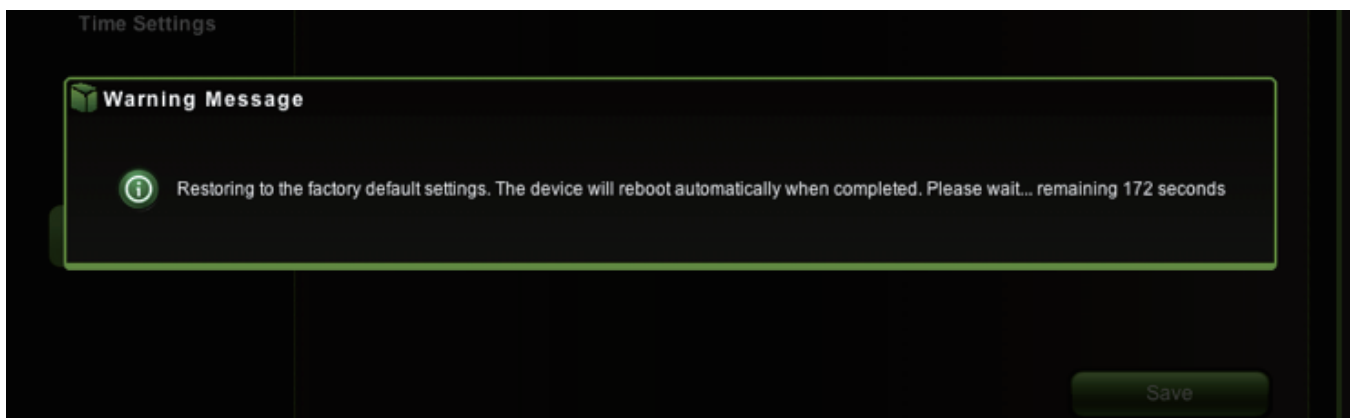 Time Settings
Warning Message
Restoring to the factory default settings. The device will reboot automatically when completed. Please wait... remaining 172 seconds
Save